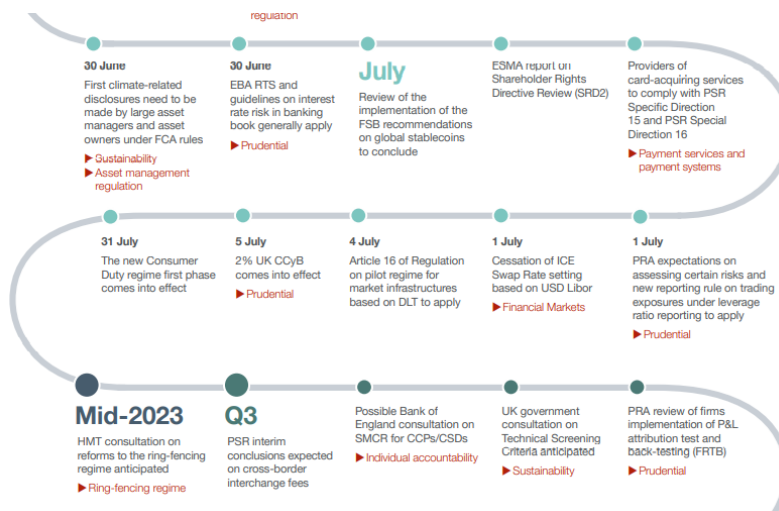 regulation
30 June
First climate-related
disclosures need to be
made by large asset
managers and asset
owners under FCA rules
▶ Sustainability
▶ Asset management
regulation
30 June
EBA RTS and
guidelines on interest
rate risk in banking
book generally apply
▶ Prudential
July
Review of the
implementation of the
FSB recommendations
on global stablecoins
to conclude
ESMA report on
Shareholder Rights
Directive Review (SRD2)
Providers of
card-acquiring services
to comply with PSR
Specific Direction
15 and PSR Special
Direction 16
▶ Payment services and
payment systems
31 July
The new Consumer
Duty regime first phase
comes into effect
5 July
2% UK CCyB
comes into effect
▶ Prudential
4 July
Article 16 of Regulation
on pilot regime for
market infrastructures
based on DLT to apply
1 July
Cessation of ICE
Swap Rate setting
based on USD Libor
▶ Financial Markets
1 July
PRA expectations on
assessing certain risks and
new reporting rule on trading
exposures under leverage
ratio reporting to apply
▶ Prudential
Mid-2023
HMT consultation on
reforms to the ring-fencing
regime anticipated
▶ Ring-fencing regime
Q3
PSR interim
conclusions expected
on cross-border
interchange fees
Possible Bank of
England consultation on
SMCR for CCPs/CSDs
▶ Individual accountability
UK government
consultation on
Technical Screening
Criteria anticipated
▶ Sustainability
PRA review of firms
implementation of P&L
attribution test and
back-testing (FRTB)
▶ Prudential